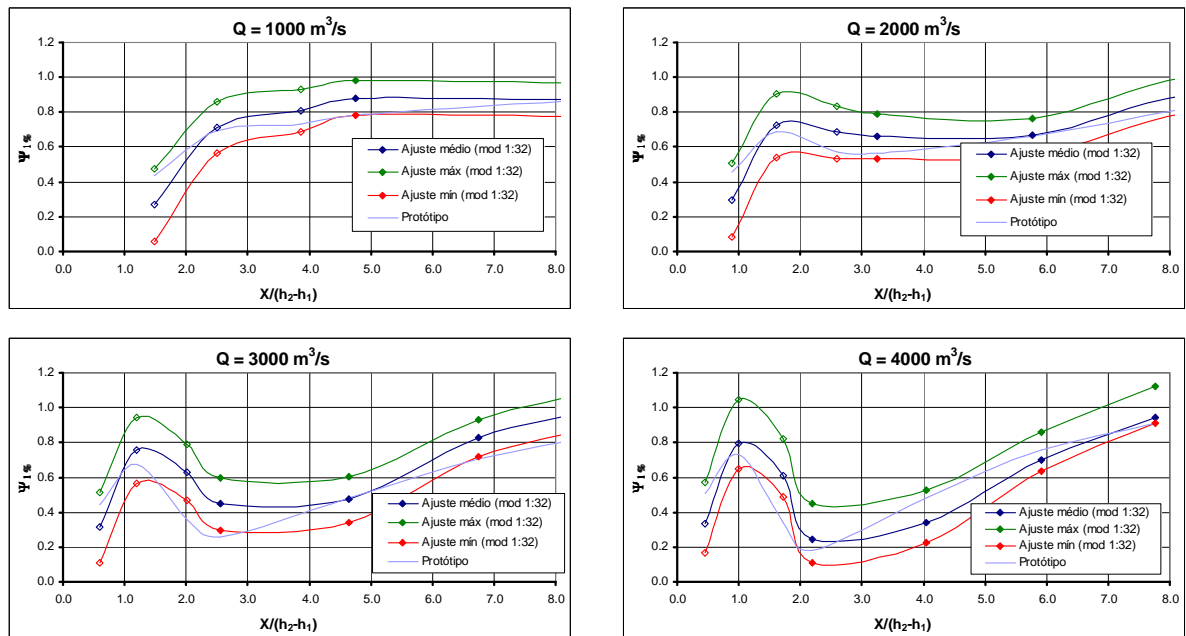 Q = 1000 m³/s
1.2
1.0
0.8
0.6
0.4
0.2
0.0
Ψ1%
Ajuste médio (mod 1:32)
Ajuste máx (mod 1:32)
Ajuste mín (mod 1:32)
Protótipo
0.0 1.0 2.0 3.0 4.0 5.0 6.0 7.0 8.0
X/(h₂-h₁)
Q = 2000 m³/s
1.2
1.0
0.8
0.6
0.4
0.2
0.0
Ψ1%
Ajuste médio (mod 1:32)
Ajuste máx (mod 1:32)
Ajuste mín (mod 1:32)
Protótipo
0.0 1.0 2.0 3.0 4.0 5.0 6.0 7.0 8.0
X/(h₂-h₁)
Q = 3000 m³/s
1.2
1.0
0.8
0.6
0.4
0.2
0.0
Ψ1%
Ajuste médio (mod 1:32)
Ajuste máx (mod 1:32)
Ajuste mín (mod 1:32)
Protótipo
0.0 1.0 2.0 3.0 4.0 5.0 6.0 7.0 8.0
X/(h₂-h₁)
Q = 4000 m³/s
1.2
1.0
0.8
0.6
0.4
0.2
0.0
Ψ1%
Ajuste médio (mod 1:32)
Ajuste máx (mod 1:32)
Ajuste mín (mod 1:32)
Protótipo
0.0 1.0 2.0 3.0 4.0 5.0 6.0 7.0 8.0
X/(h₂-h₁)